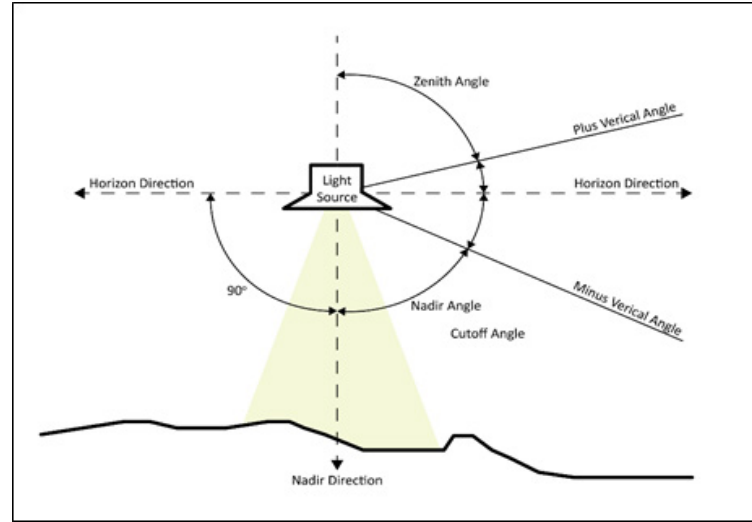 Zenith Angle
Plus Verical Angle
Light
Source
Horizon Direction
Horizon Direction
90°
Nadir Angle
Minus Verical Angle
Cutoff Angle
Nadir Direction